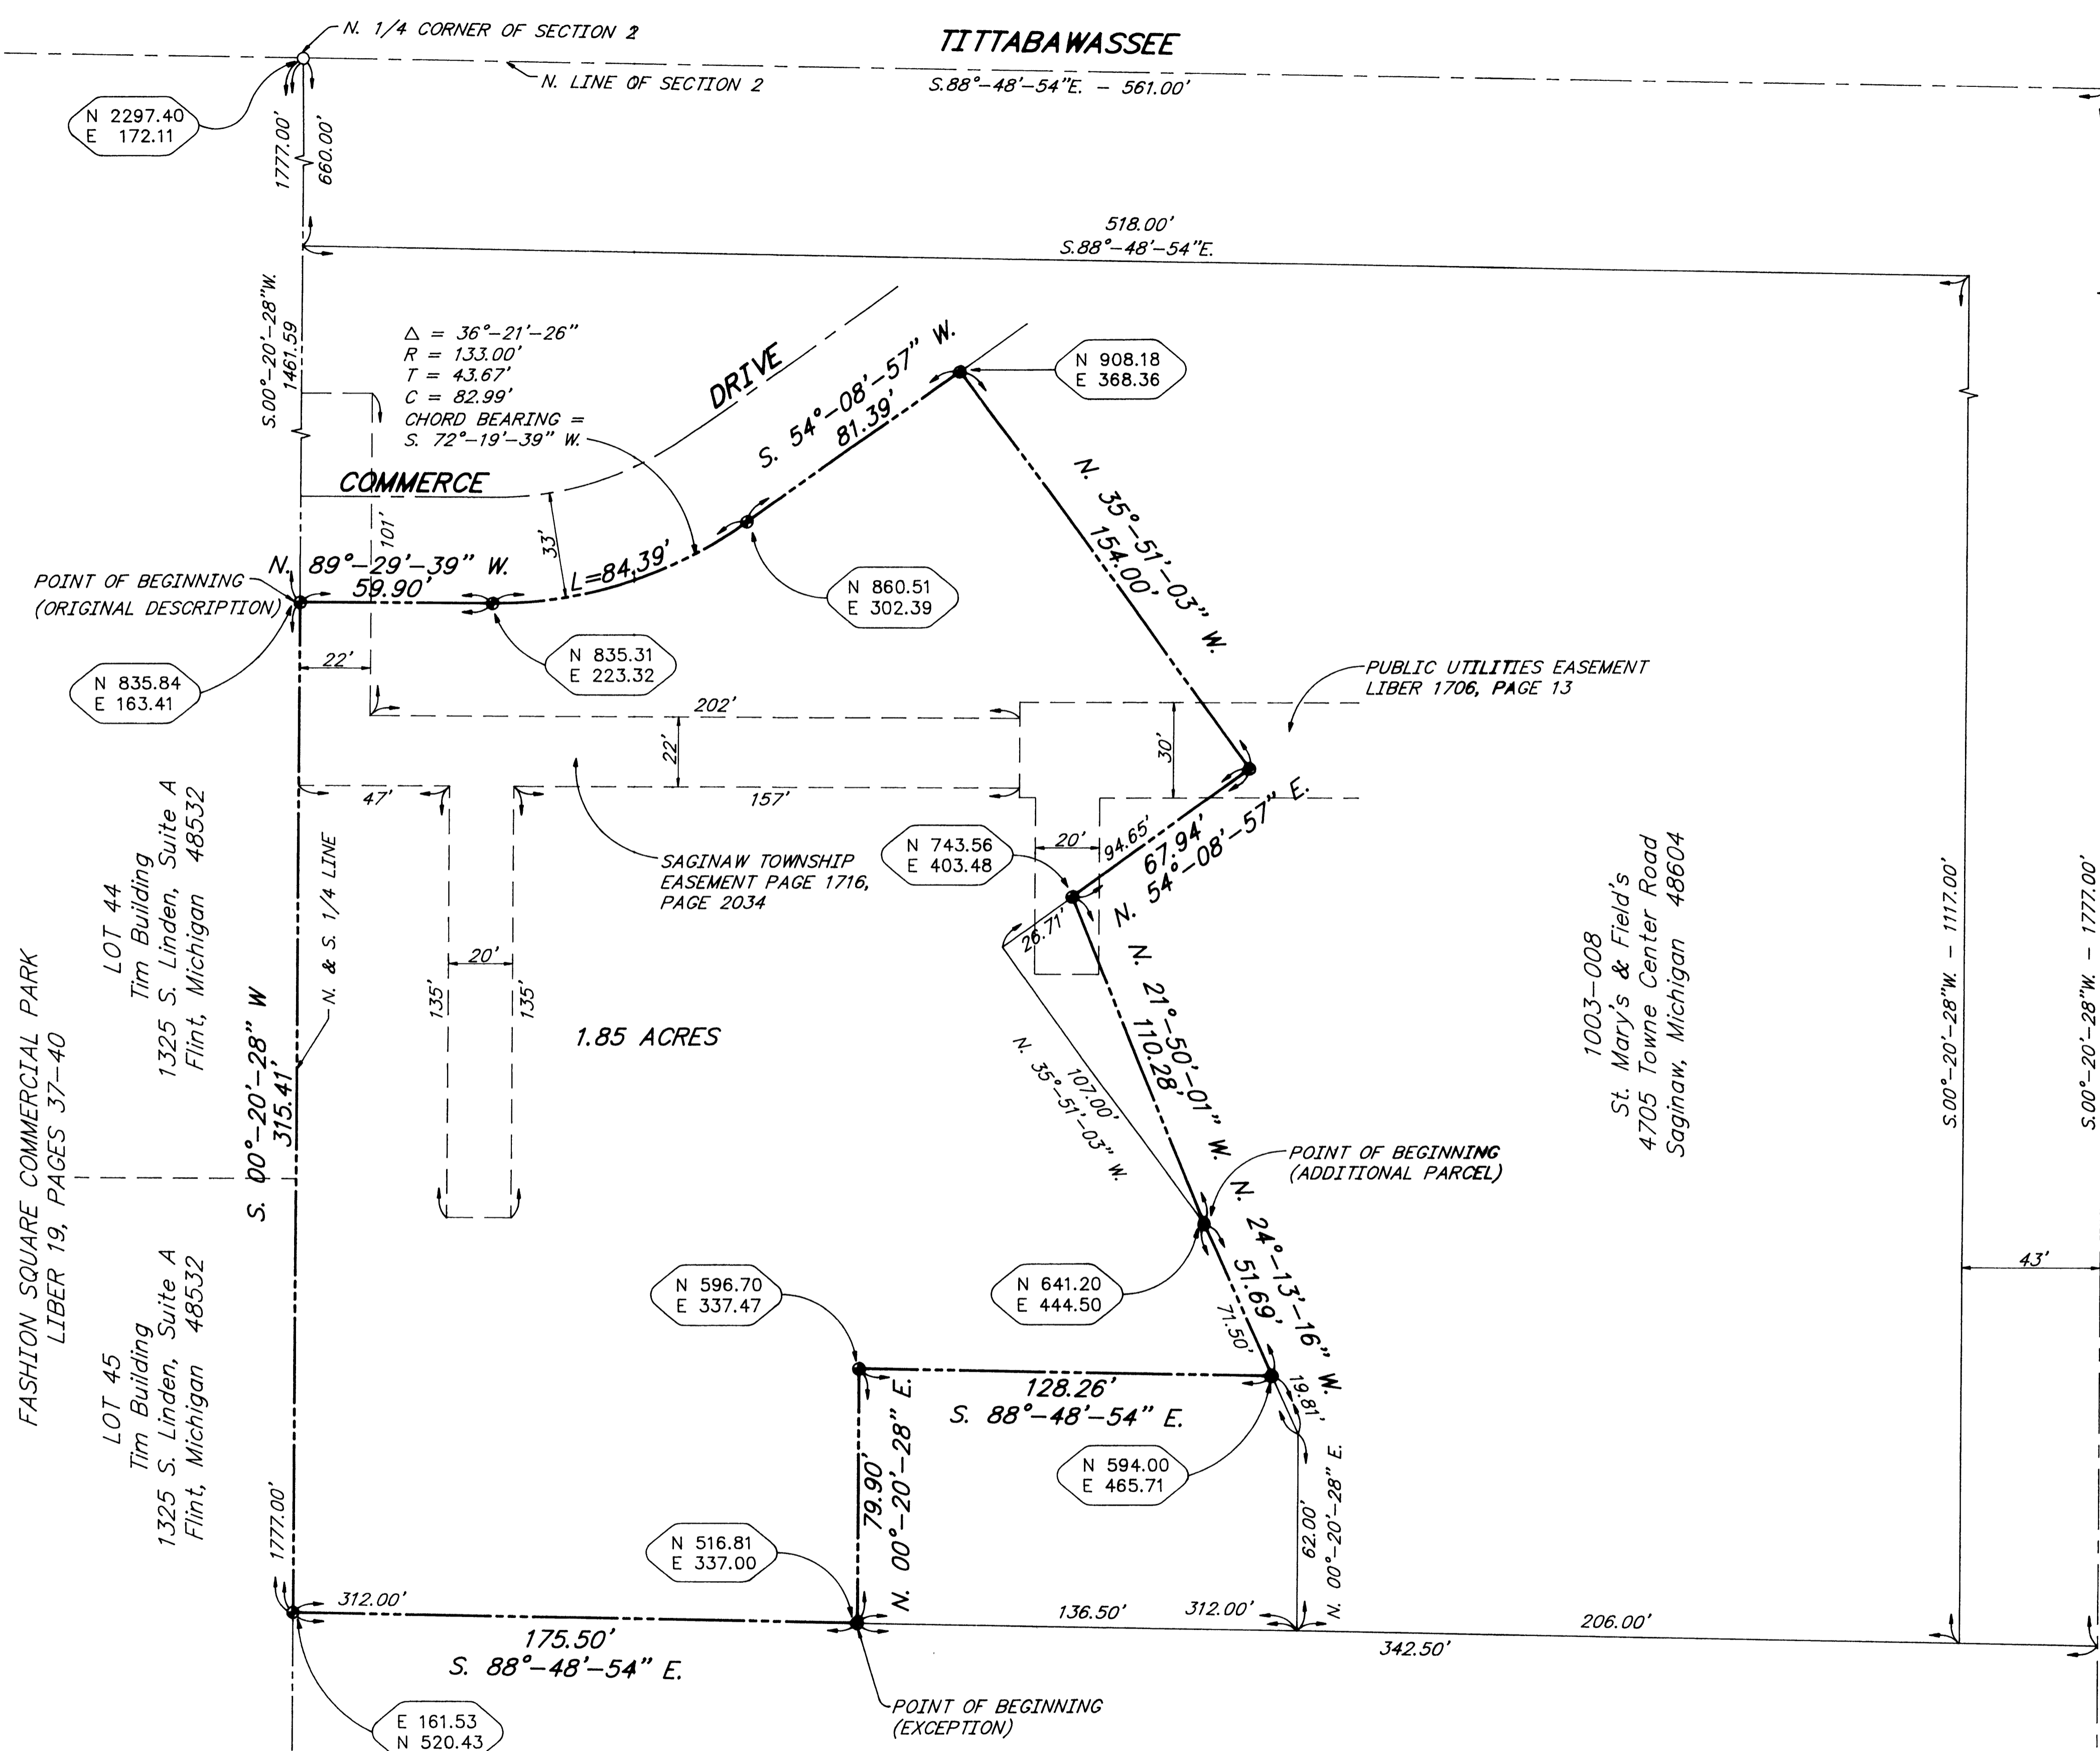 N. 1/4 CORNER OF SECTION 2
TITTABAWASSEE
N. LINE OF SECTION 2
S.88°-48'-54"E. - 561.00'
N 2297.40
E 172.11
1777.00'
660.00'
518.00'
S.88°-48'-54"E.
S.00°-20'-28"W.
1461.59
Δ = 36°-21'-26"
R = 133.00'
T = 43.67'
C = 82.99'
CHORD BEARING =
S. 72°-19'-39" W.
DRIVE
S. 54°-08'-57" W.
81.39'
N 908.18
E 368.36
COMMERCE
101'
33'
N. 35°-51'-03" W.
154.00'
N. 89°-29'-39" W.
59.90'
L=84.39'
POINT OF BEGINNING
(ORIGINAL DESCRIPTION)
N 860.51
E 302.39
N 835.31
E 223.32
N 835.84
E 163.41
22'
202'
22'
30'
PUBLIC UTILITIES EASEMENT
LIBER 1706, PAGE 13
47'
157'
N 743.56
E 403.48
20'
94.65'
67.94'
N. 54°-08'-57" E.
26.71'
SAGINAW TOWNSHIP
EASEMENT PAGE 1716,
PAGE 2034
LOT 44
Tim Building
1325 S. Linden, Suite A
Flint, Michigan 48532
N. & S. 1/4 LINE
20'
135'
135'
1.85 ACRES
FASHION SQUARE COMMERCIAL PARK
LIBER 19, PAGES 37-40
S. 00°-20'-28" W
315.41'
N. 21°-50'-01" W.
110.28'
107.00'
N. 35°-51'-03" W.
1003-008
St. Mary's & Field's
4705 Towne Center Road
Saginaw, Michigan 48604
S.00°-20'-28"W. - 1117.00'
S.00°-20'-28"W. - 1777.00'
POINT OF BEGINNING
(ADDITIONAL PARCEL)
N. 24°-13'-16" W.
51.69'
71.50'
43'
LOT 45
Tim Building
1325 S. Linden, Suite A
Flint, Michigan 48532
N 596.70
E 337.47
N 641.20
E 444.50
128.26'
S. 88°-48'-54" E.
19.81'
N 594.00
E 465.71
79.90'
N. 00°-20'-28" E.
62.00'
N. 00°-20'-28" E.
N 516.81
E 337.00
1777.00'
312.00'
136.50'
312.00'
206.00'
342.50'
175.50'
S. 88°-48'-54" E.
POINT OF BEGINNING
(EXCEPTION)
E 161.53
N 520.43